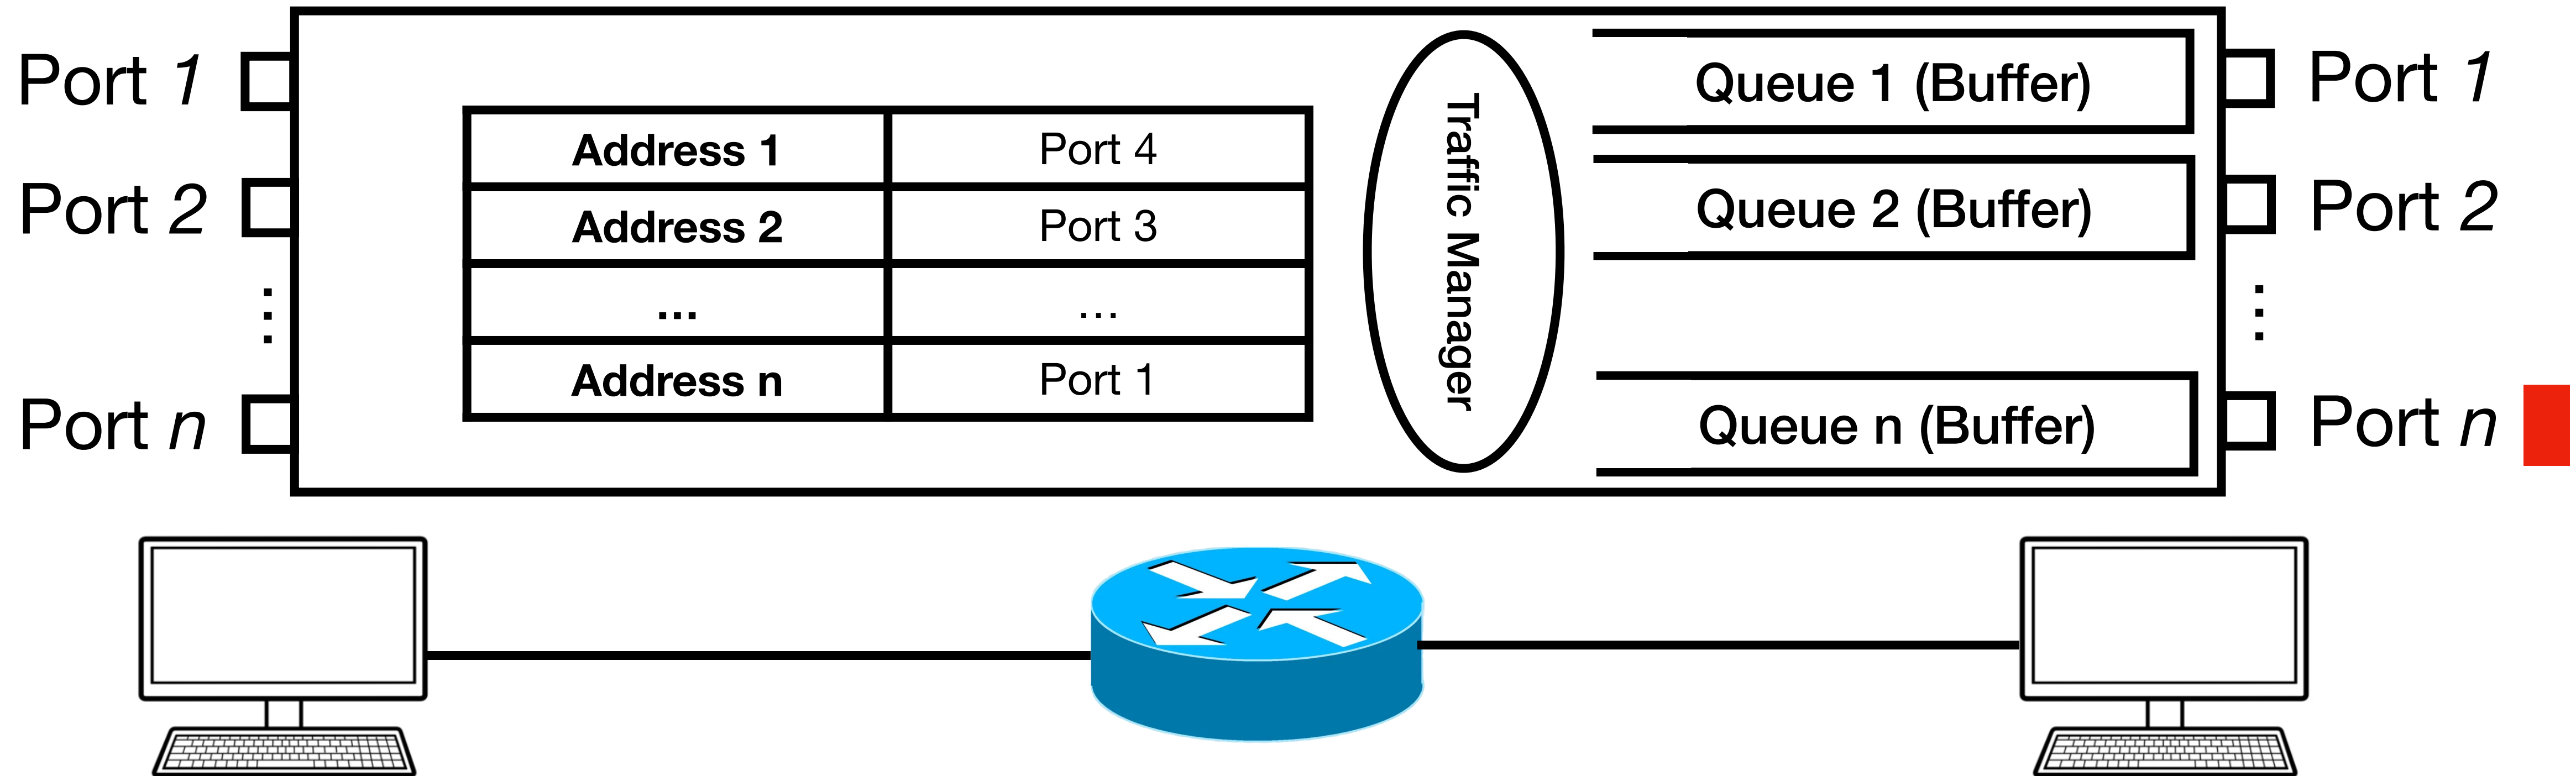 Port 1
Port 2
⋮
Port n
Address 1 Port 4
Address 2 Port 3
... ...
Address n Port 1
Traffic Manager
Queue 1 (Buffer)
Queue 2 (Buffer)
Queue n (Buffer)
Port 1
Port 2
⋮
Port n